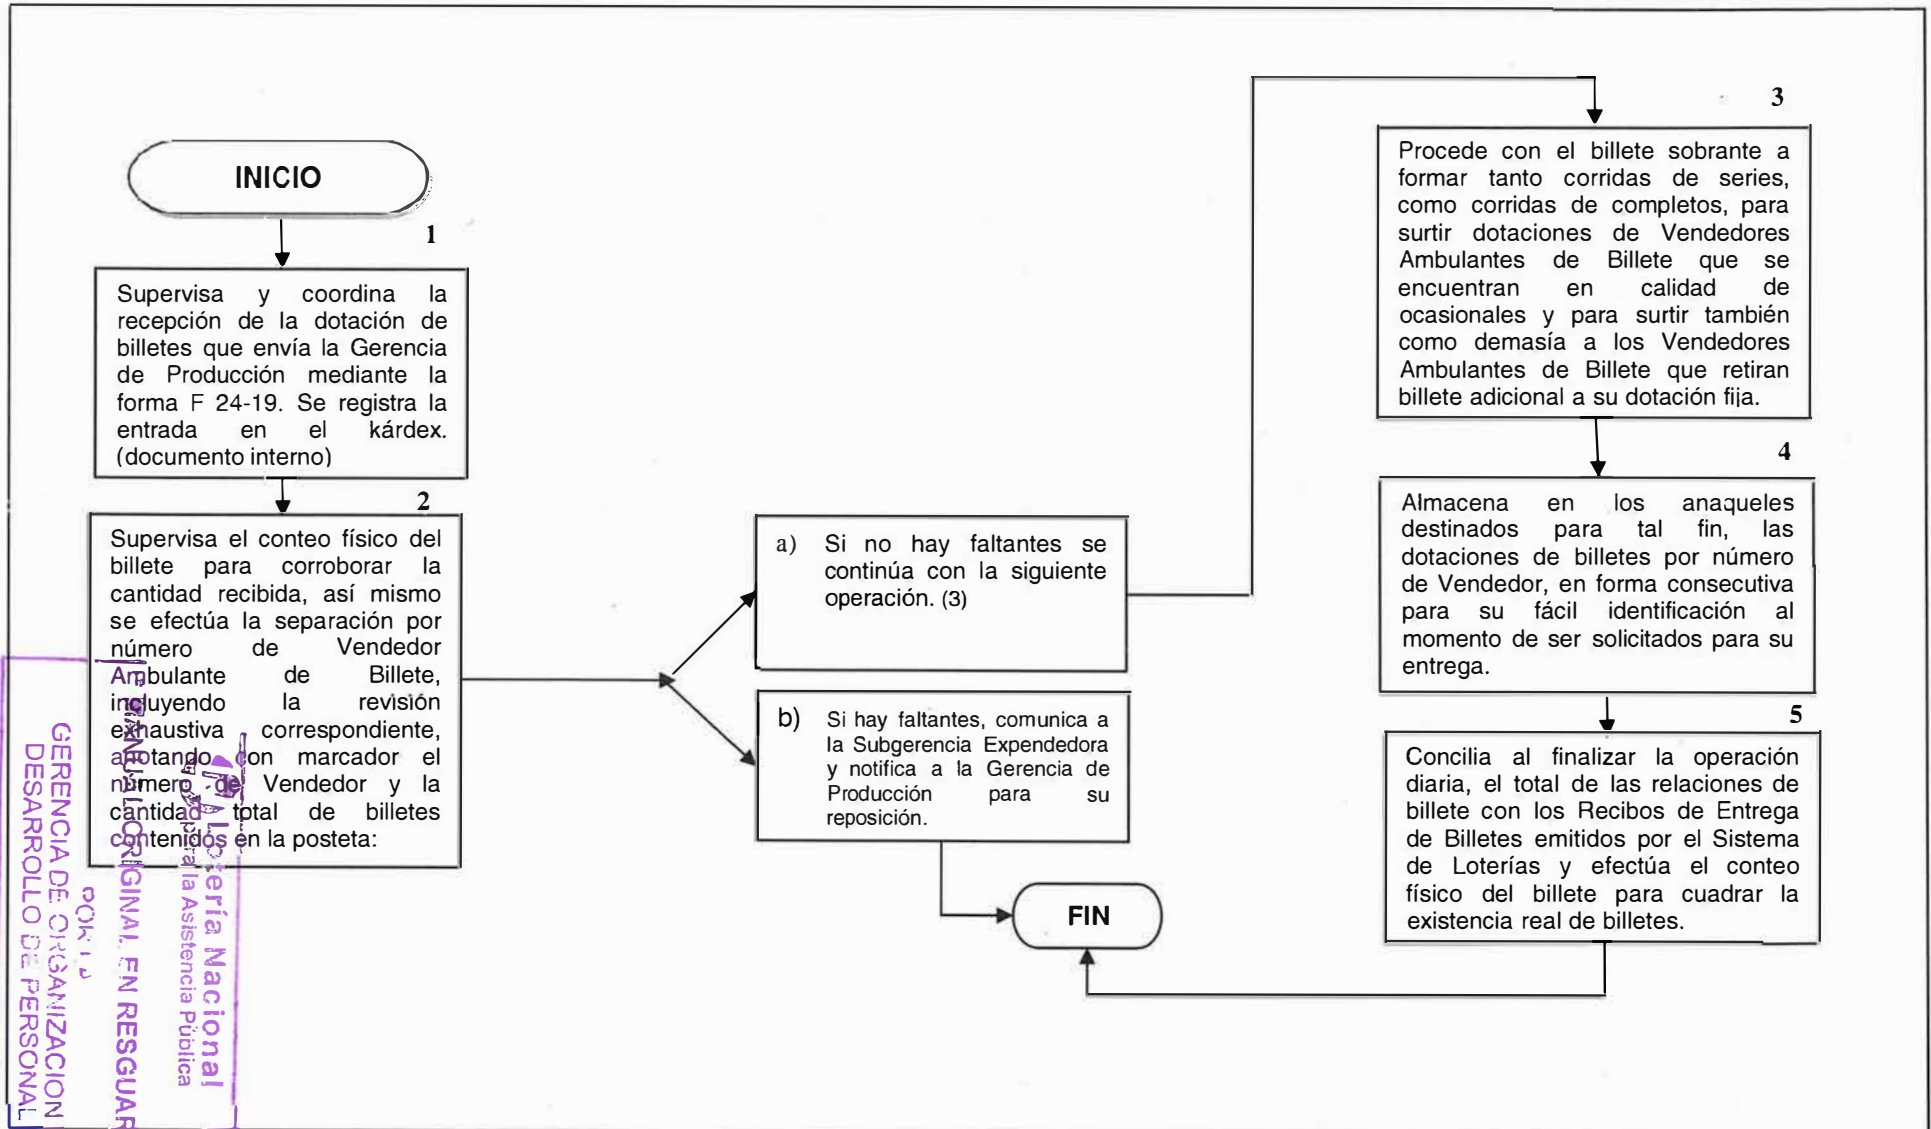 INICIO
1
Supervisa y coordina la
recepción de la dotación de
billetes que envía la Gerencia
de Producción mediante la
forma F 24-19. Se registra la
entrada en el kárdex.
(documento interno)
2
Supervisa el conteo físico del
billete para corroborar la
cantidad recibida, así mismo
se efectúa la separación por
número de Vendedor
Ambulante de Billete,
incluyendo la revisión
exhaustiva correspondiente,
anotando con marcador el
número de Vendedor y la
cantidad total de billetes
contenidos en la posteta:
a) Si no hay faltantes se
continúa con la siguiente
operación. (3)
b) Si hay faltantes, comunica a
la Subgerencia Expendedora
y notifica a la Gerencia de
Producción para su
reposición.
FIN
3
Procede con el billete sobrante a
formar tanto corridas de series,
como corridas de completos, para
surtir dotaciones de Vendedores
Ambulantes de Billete que se
encuentran en calidad de
ocasionales y para surtir también
como demasía a los Vendedores
Ambulantes de Billete que retiran
billete adicional a su dotación fija.
4
Almacena en los anaqueles
destinados para tal fin, las
dotaciones de billetes por número
de Vendedor, en forma consecutiva
para su fácil identificación al
momento de ser solicitados para su
entrega.
5
Concilia al finalizar la operación
diaria, el total de las relaciones de
billete con los Recibos de Entrega
de Billetes emitidos por el Sistema
de Loterías y efectúa el conteo
físico del billete para cuadrar la
existencia real de billetes.
Lotería Nacional
para la Asistencia Pública
MANUAL ORIGINAL EN RESGUAR
GERENCIA DE ORGANIZACION
DESARROLLO DE PERSONAL